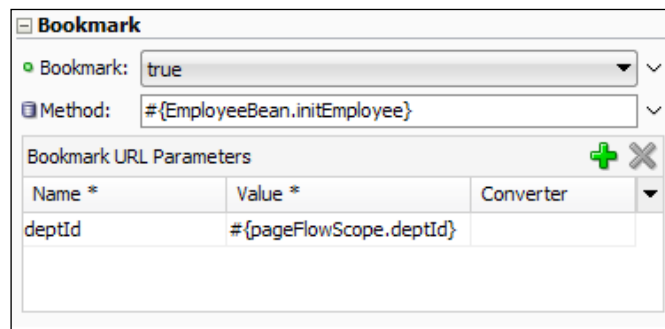 Bookmark
Bookmark: true
Method: #{EmployeeBean.initEmployee}
Bookmark URL Parameters
Name * Value * Converter
deptId #{pageFlowScope.deptId}